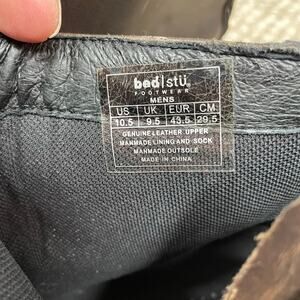 bed|stü
FOOTWEAR
MENS
US UK EUR CM
10.5 9.5 43.5 29.5
GENUINE LEATHER UPPER
MANMADE LINING AND SOCK
MANMADE OUTSOLE
MADE IN CHINA